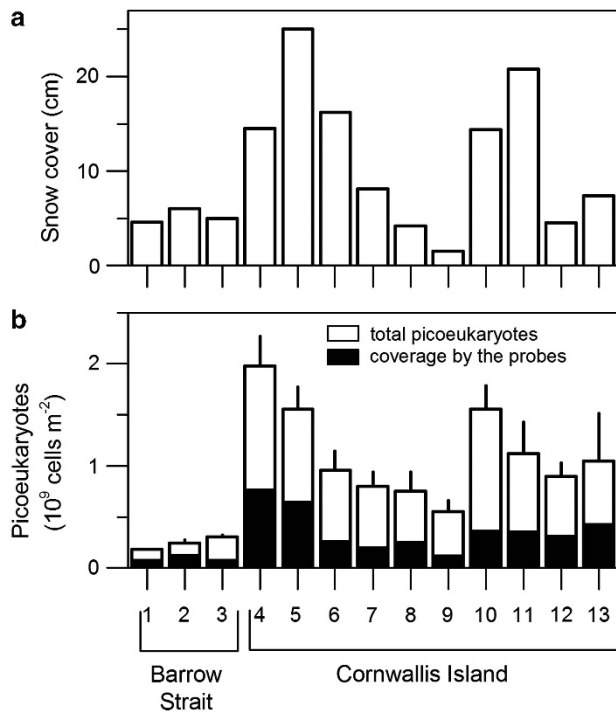 a
Snow cover (cm)
20
10
0
b
Picoeukaryotes
(10⁹ cells m⁻²)
total picoeukaryotes
coverage by the probes
2
1
0
1 2 3 4 5 6 7 8 9 10 11 12 13
Barrow
Strait
Cornwallis Island